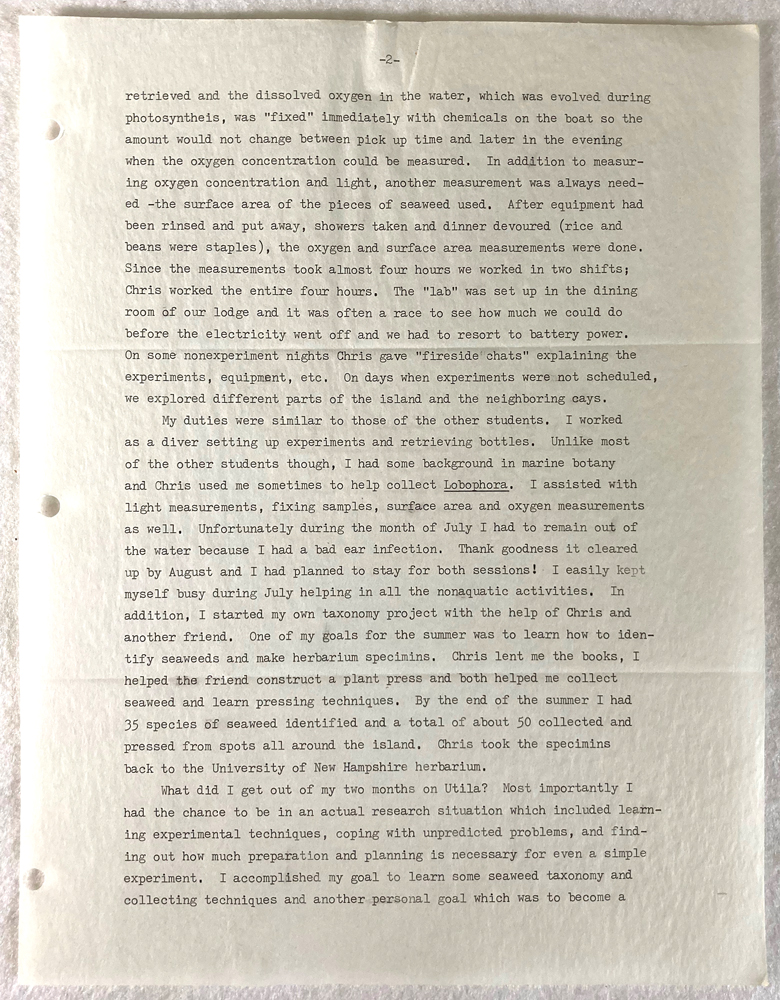 -2-
retrieved and the dissolved oxygen in the water, which was evolved during
photosyntheis, was "fixed" immediately with chemicals on the boat so the
amount would not change between pick up time and later in the evening
when the oxygen concentration could be measured. In addition to measur-
ing oxygen concentration and light, another measurement was always need-
ed -the surface area of the pieces of seaweed used. After equipment had
been rinsed and put away, showers taken and dinner devoured (rice and
beans were staples), the oxygen and surface area measurements were done.
Since the measurements took almost four hours we worked in two shifts;
Chris worked the entire four hours. The "lab" was set up in the dining
room of our lodge and it was often a race to see how much we could do
before the electricity went off and we had to resort to battery power.
On some nonexperiment nights Chris gave "fireside chats" explaining the
experiments, equipment, etc. On days when experiments were not scheduled,
we explored different parts of the island and the neighboring cays.
My duties were similar to those of the other students. I worked
as a diver setting up experiments and retrieving bottles. Unlike most
of the other students though, I had some background in marine botany
and Chris used me sometimes to help collect Lobophora. I assisted with
light measurements, fixing samples, surface area and oxygen measurements
as well. Unfortunately during the month of July I had to remain out of
the water because I had a bad ear infection. Thank goodness it cleared
up by August and I had planned to stay for both sessions! I easily kept
myself busy during July helping in all the nonaquatic activities. In
addition, I started my own taxonomy project with the help of Chris and
another friend. One of my goals for the summer was to learn how to iden-
tify seaweeds and make herbarium specimins. Chris lent me the books, I
helped the friend construct a plant press and both helped me collect
seaweed and learn pressing techniques. By the end of the summer I had
35 species of seaweed identified and a total of about 50 collected and
pressed from spots all around the island. Chris took the specimins
back to the University of New Hampshire herbarium.
What did I get out of my two months on Utila? Most importantly I
had the chance to be in an actual research situation which included learn-
ing experimental techniques, coping with unpredicted problems, and find-
ing out how much preparation and planning is necessary for even a simple
experiment. I accomplished my goal to learn some seaweed taxonomy and
collecting techniques and another personal goal which was to become a